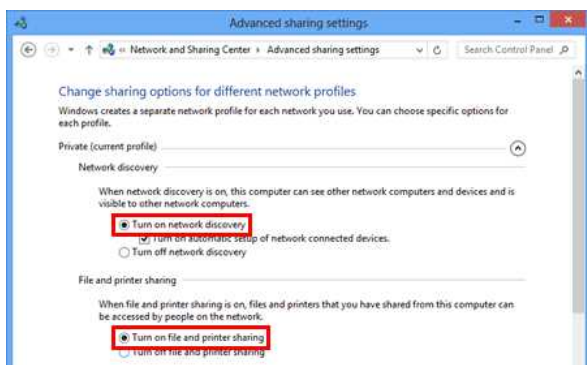 Advanced sharing settings
« Network and Sharing Center Advanced sharing settings Search Control Panel
Change sharing options for different network profiles
Windows creates a separate network profile for each network you use. You can choose specific options for
each profile.
Private (current profile)
Network discovery
When network discovery is on, this computer can see other network computers and devices and is
visible to other network computers.
Turn on network discovery
Turn on automatic setup of network connected devices.
Turn off network discovery
File and printer sharing
When file and printer sharing is on, files and printers that you have shared from this computer can
be accessed by people on the network.
Turn on file and printer sharing
Turn off file and printer sharing